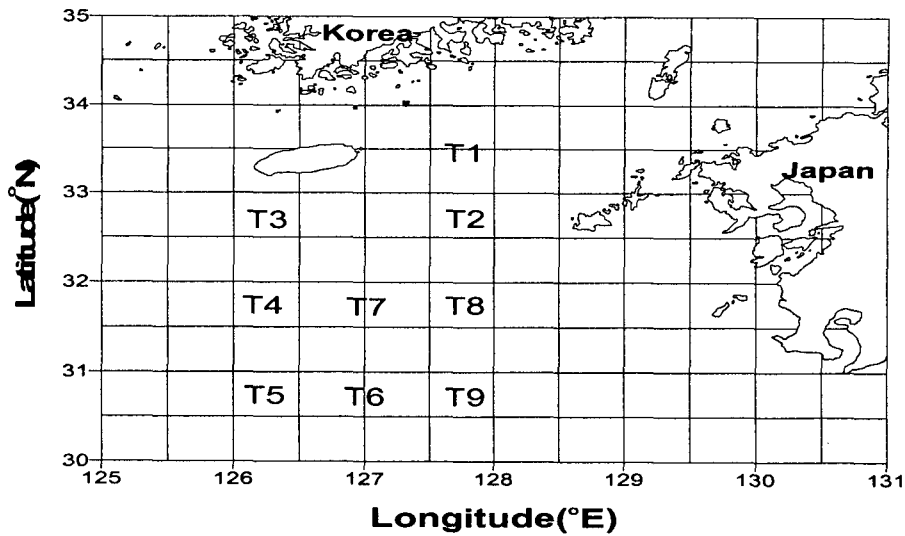 35
Korea
34
T1
33
Japan
T3 T2
32
T4 T7 T8
31
T5 T6 T9
30
125 126 127 128 129 130 131
Latitude(°N)
Longitude(°E)